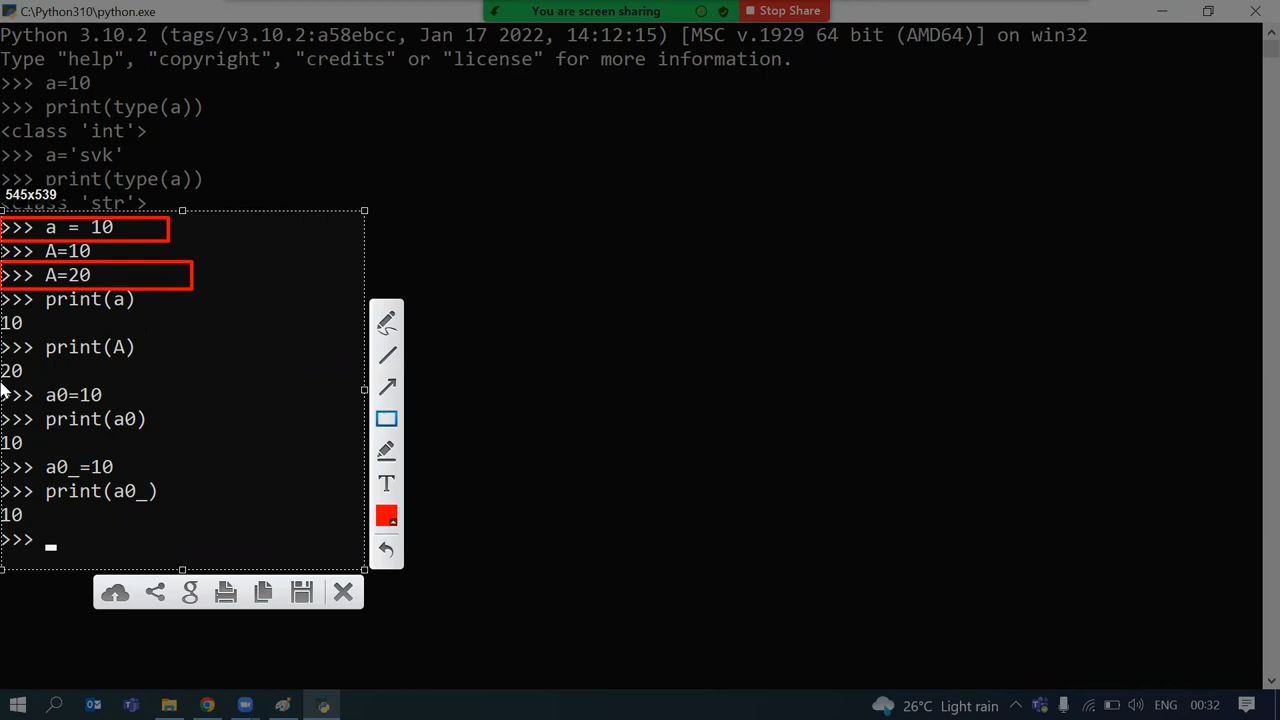 C:\Python310\python.exe
You are screen sharing
Stop Share
Python 3.10.2 (tags/v3.10.2:a58ebcc, Jan 17 2022, 14:12:15) [MSC v.1929 64 bit (AMD64)] on win32
Type "help", "copyright", "credits" or "license" for more information.
>>> a=10
>>> print(type(a))
<class 'int'>
>>> a='svk'
>>> print(type(a))
545x539
<class 'str'>
>>> a = 10
>>> A=10
>>> A=20
>>> print(a)
10
>>> print(A)
20
>>> a0=10
>>> print(a0)
10
>>> a0_=10
>>> print(a0_)
10
>>>
T
g
26°C Light rain
ENG
00:32